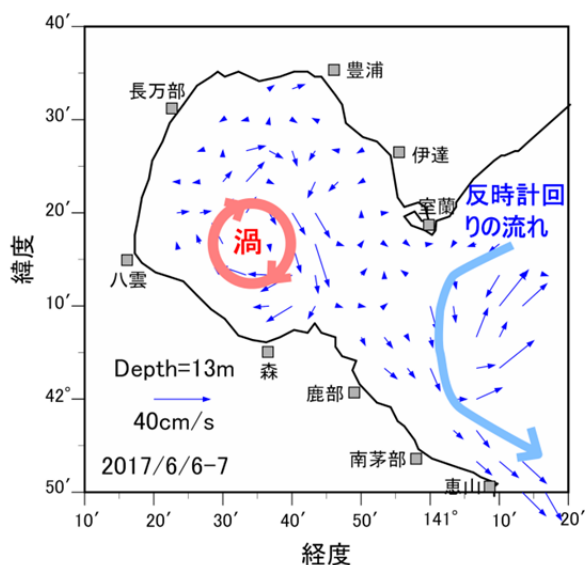 40′
30′
20′
10′
42°
50′
緯度
豊浦
長万部
伊達
室蘭
反時計回
りの流れ
渦
八雲
森
鹿部
南茅部
恵山
Depth=13m
40cm/s
2017/6/6-7
10′ 20′ 30′ 40′ 50′ 141° 10′ 20′
経度